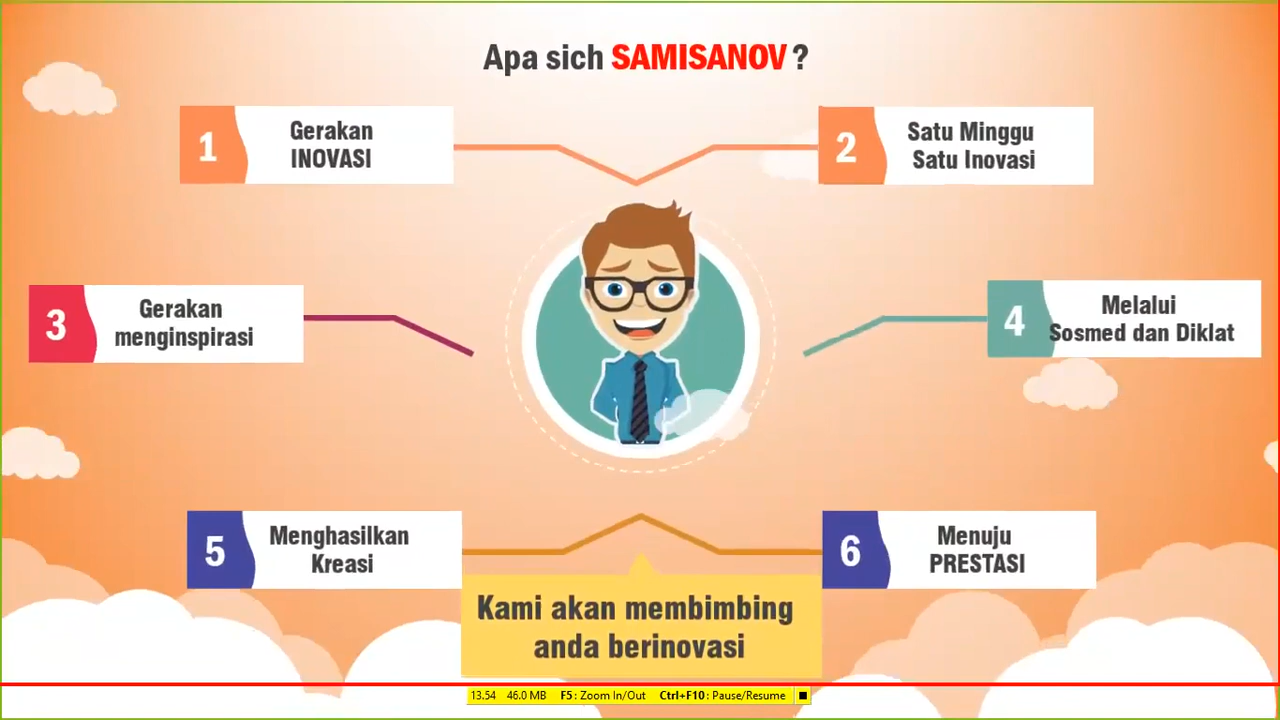 Apa sich SAMISANOV ?
1
Gerakan
INOVASI
2
Satu Minggu
Satu Inovasi
3
Gerakan
menginspirasi
4
Melalui
Sosmed dan Diklat
5
Menghasilkan
Kreasi
6
Menuju
PRESTASI
Kami akan membimbing
anda berinovasi
13.54 46.0 MB F5: Zoom In/Out Ctrl+F10: Pause/Resume